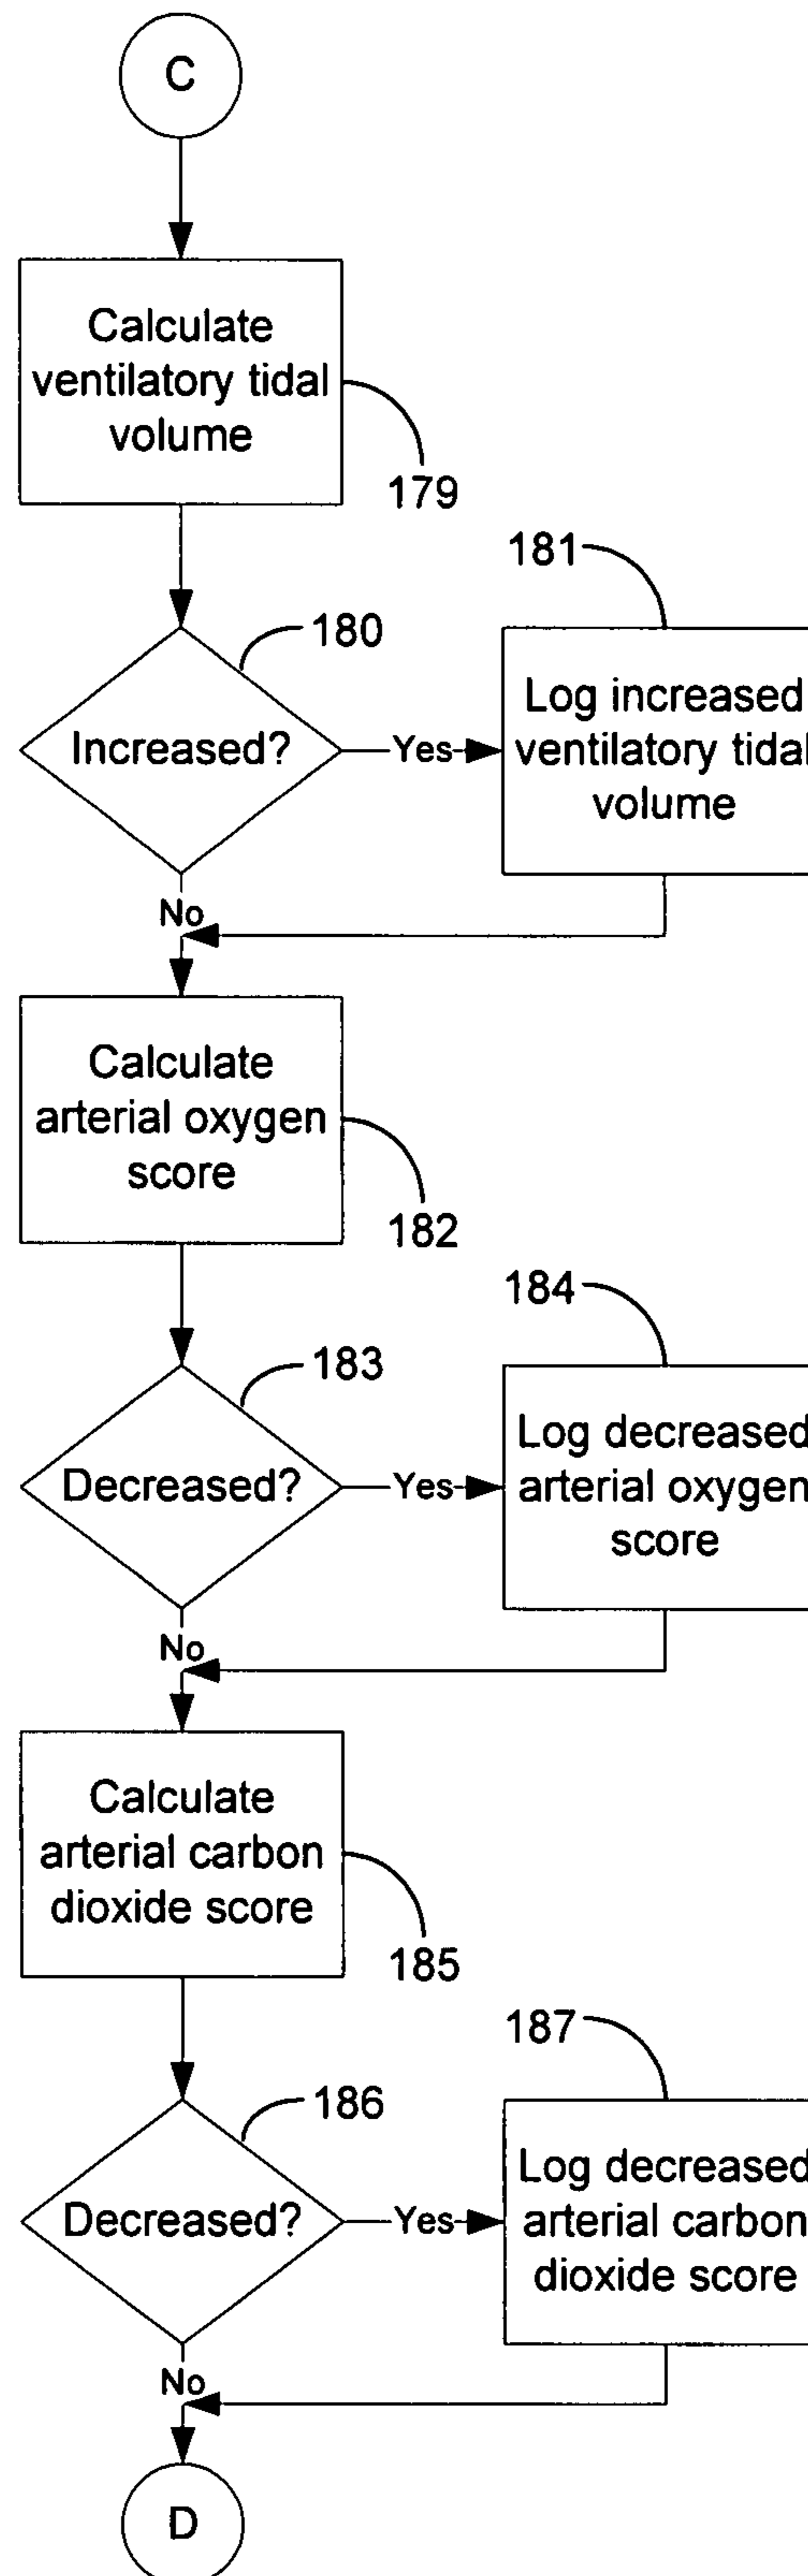 C
Calculate
ventilatory tidal
volume
179
180
Increased?
Yes
181
Log increased
ventilatory tidal
volume
No
Calculate
arterial oxygen
score
182
183
Decreased?
Yes
184
Log decreased
arterial oxygen
score
No
Calculate
arterial carbon
dioxide score
185
186
Decreased?
Yes
187
Log decreased
arterial carbon
dioxide score
No
D